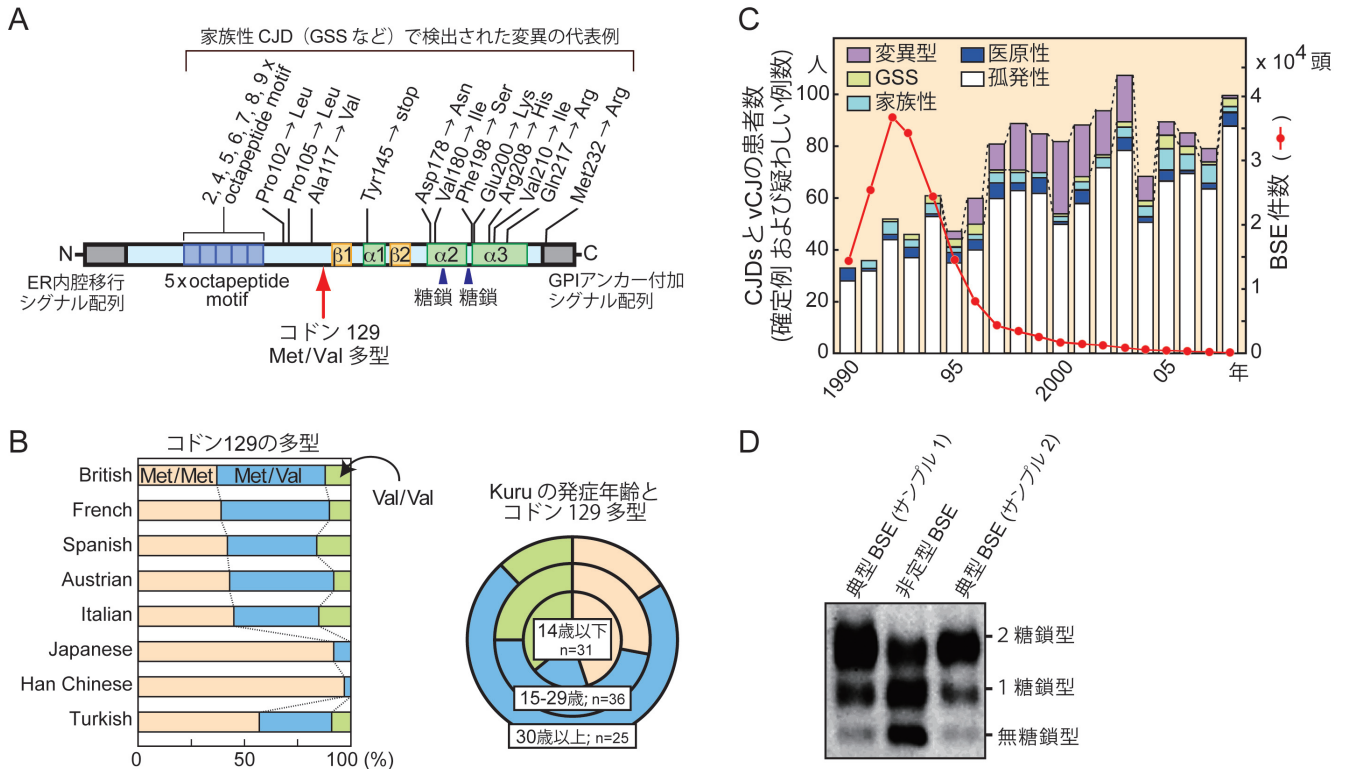 A
家族性 CJD（GSS など）で検出された変異の代表例
2, 4, 5, 6, 7, 8, 9 x
octapeptide motif
Pro102 → Leu
Pro105 → Leu
Ala117 → Val
Tyr145 → stop
Asp178 → Asn
Val180 → Ile
Phe198 → Ser
Glu200 → Lys
Arg208 → His
Val210 → Ile
Gln217 → Arg
Met232 → Arg
N
β1
α1
β2
α2
α3
C
ER内腔移行
シグナル配列
5 x octapeptide
motif
糖鎖
糖鎖
GPIアンカー付加
シグナル配列
コドン 129
Met/Val 多型
B
コドン129の多型
British
Met/Met
Met/Val
Val/Val
French
Spanish
Austrian
Italian
Japanese
Han Chinese
Turkish
0
50
100 (%)
Kuru の発症年齢と
コドン 129 多型
14歳以下
n=31
15-29歳; n=36
30歳以上; n=25
C
CJDs と vCJの患者数
(確定例 および疑わしい例数)
人
100
80
60
40
20
0
変異型
GSS
家族性
医原性
孤発性
x 10⁴ 頭
4
3
2
1
0
BSE 件数 ( )
1990
95
2000
05
年
D
典型 BSE (サンプル 1)
非定型 BSE
典型 BSE (サンプル 2)
2 糖鎖型
1 糖鎖型
無糖鎖型